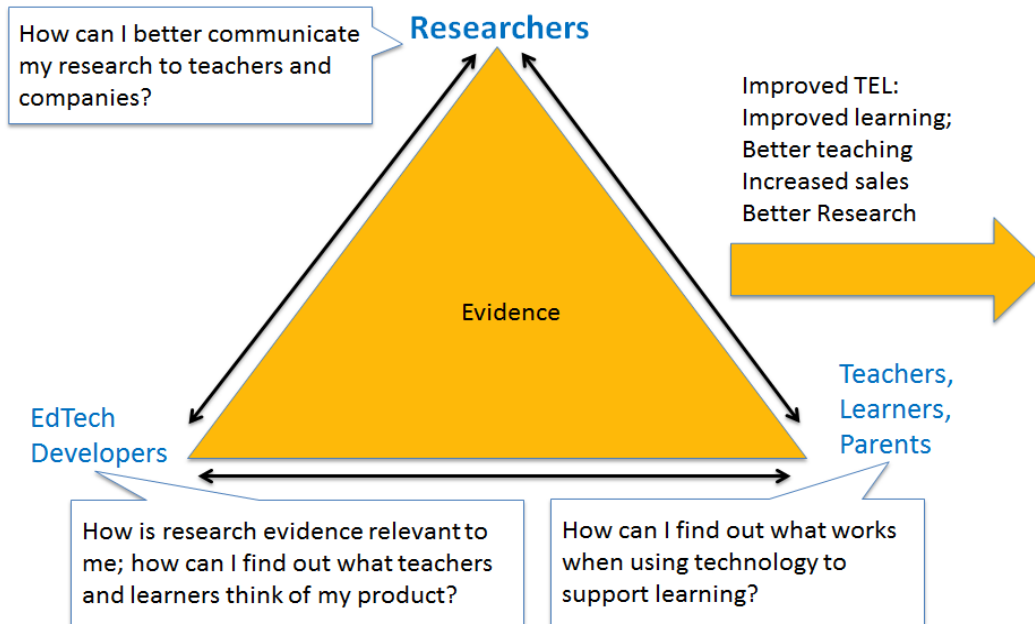 How can I better communicate
my research to teachers and
companies?
Researchers
Improved TEL:
Improved learning;
Better teaching
Increased sales
Better Research
Evidence
EdTech
Developers
Teachers,
Learners,
Parents
How is research evidence relevant to
me; how can I find out what teachers
and learners think of my product?
How can I find out what works
when using technology to
support learning?